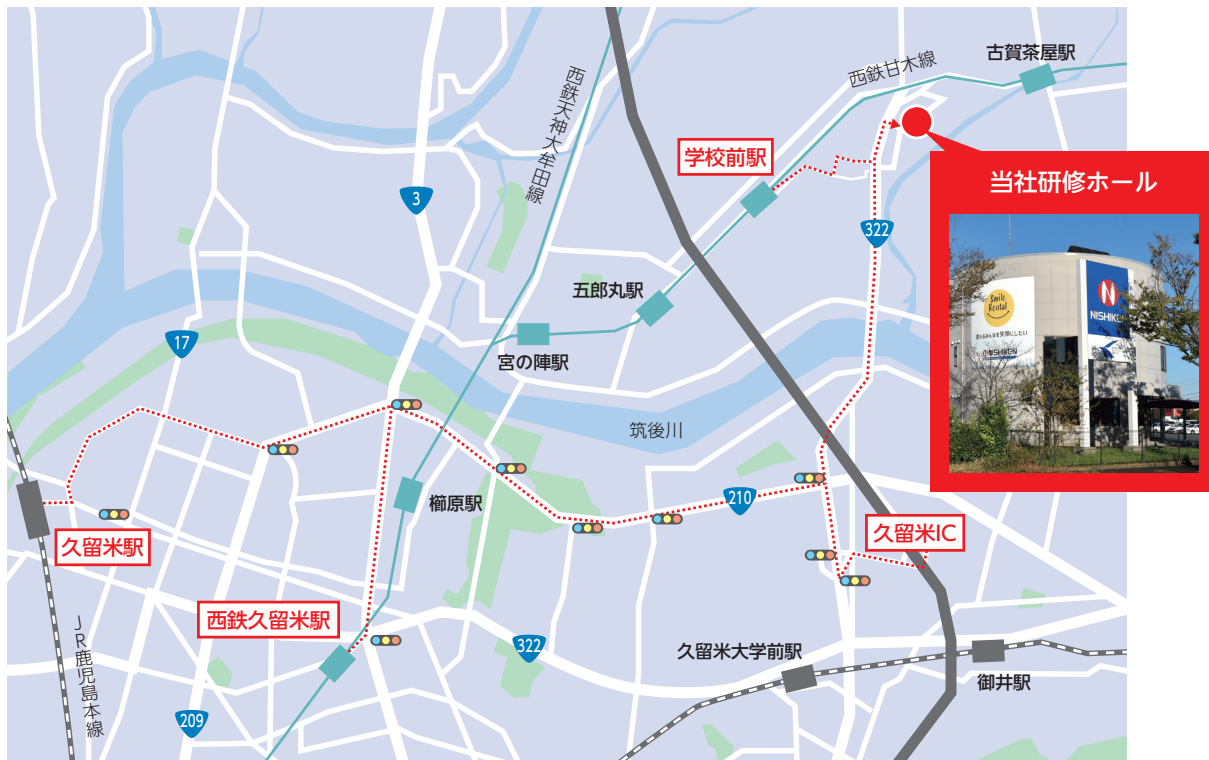 古賀茶屋駅
西鉄甘木線
西鉄天神大牟田線
学校前駅
当社研修ホール
3
322
Smile
Rental
N
NISHIKEN
NISHIKEN
五郎丸駅
宮の陣駅
17
筑後川
櫛原駅
210
久留米IC
久留米駅
西鉄久留米駅
322
久留米大学前駅
御井駅
JR鹿児島本線
209